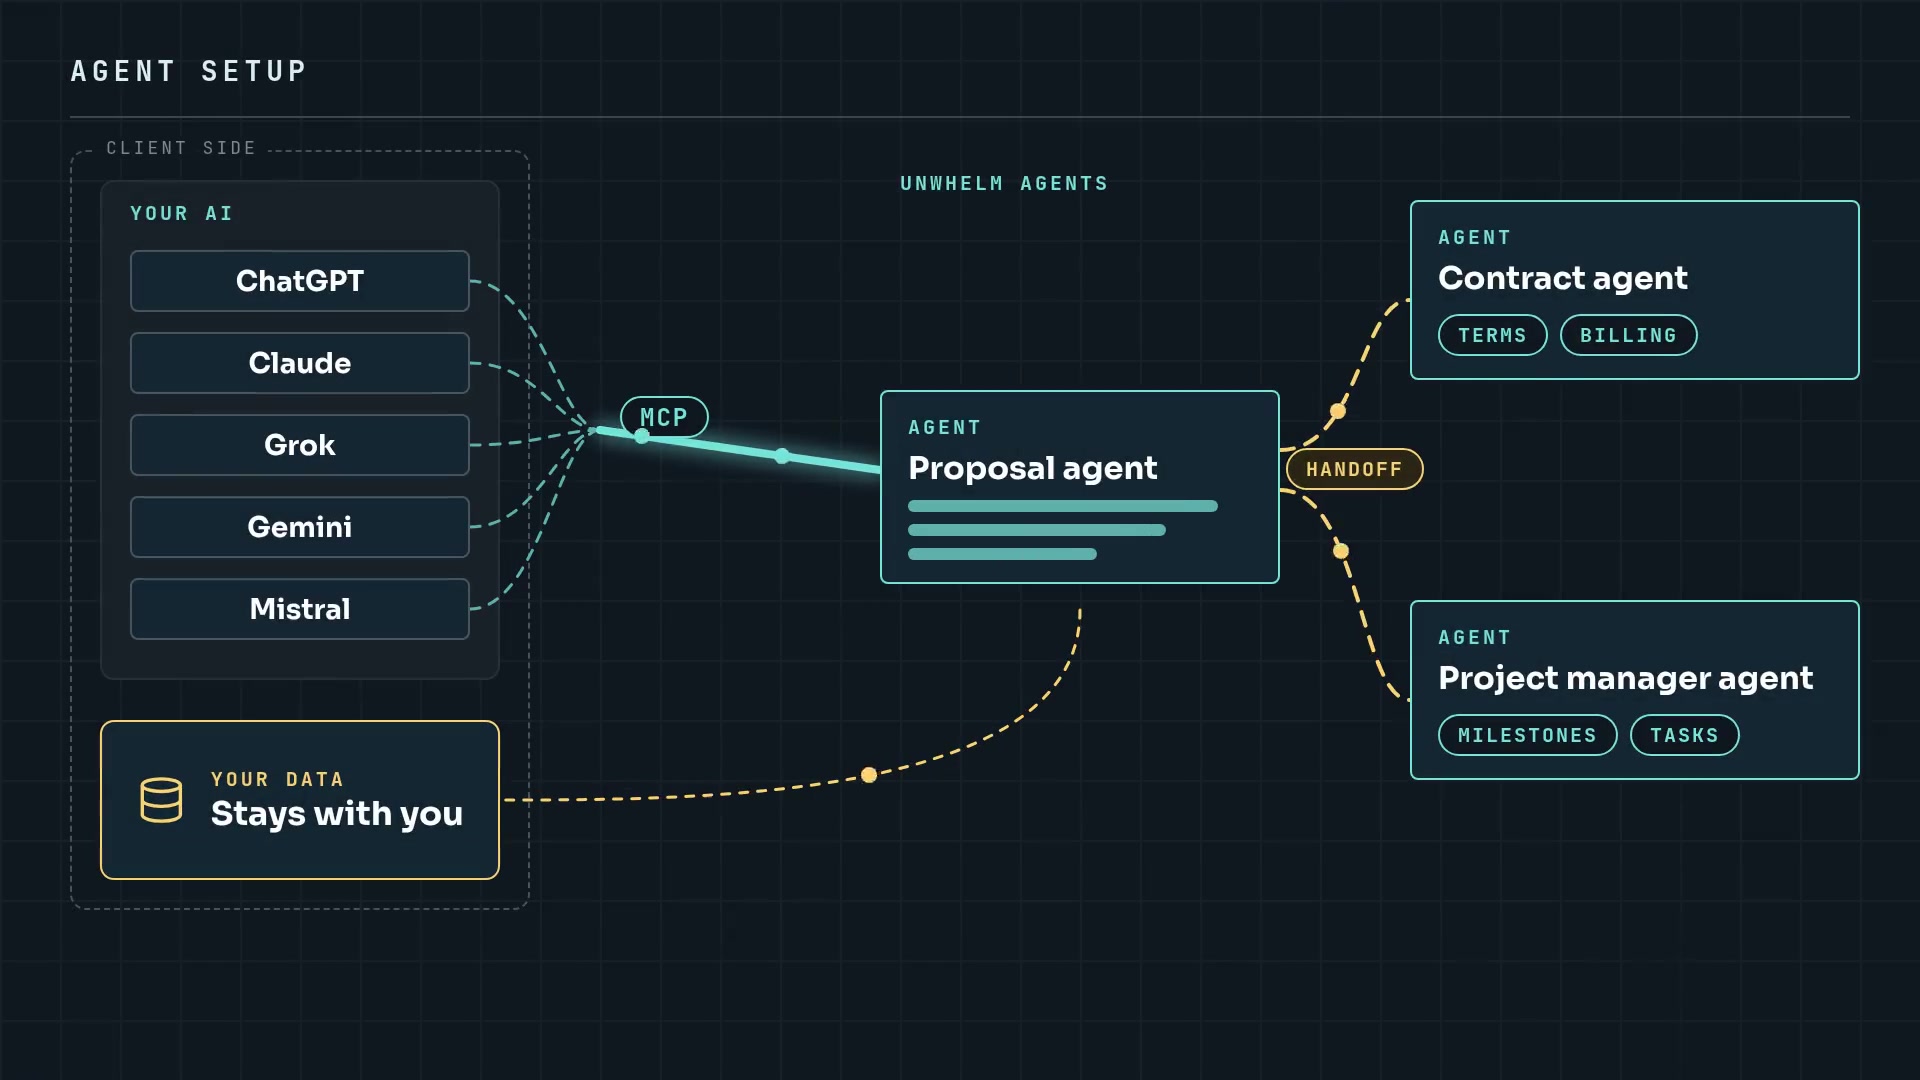 AGENT SETUP
CLIENT SIDE
YOUR AI
ChatGPT
Claude
Grok
Gemini
Mistral
YOUR DATA
Stays with you
MCP
UNWHELM AGENTS
AGENT
Proposal agent
HANDOFF
AGENT
Contract agent
TERMS
BILLING
AGENT
Project manager agent
MILESTONES
TASKS